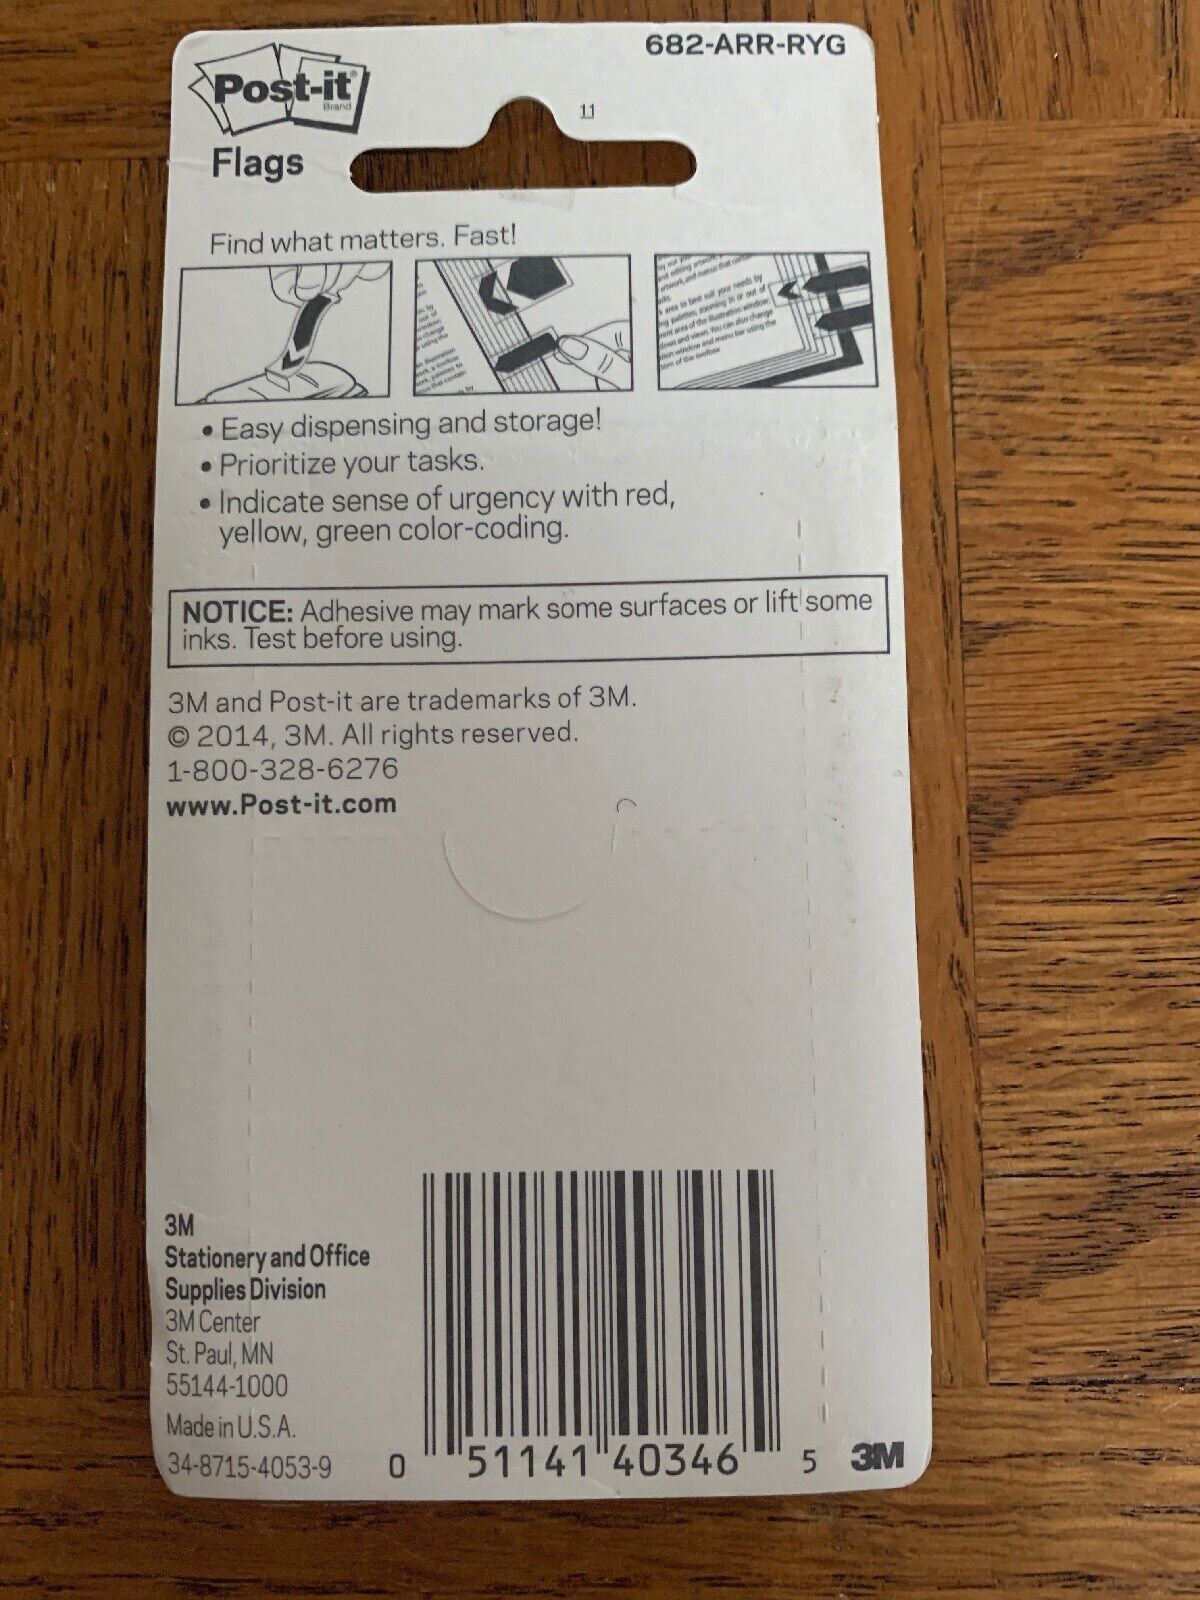 682-ARR-RYG
Post-it®
Brand
11
Flags
Find what matters. Fast!
• Easy dispensing and storage!
• Prioritize your tasks.
• Indicate sense of urgency with red,
yellow, green color-coding.
NOTICE: Adhesive may mark some surfaces or lift some
inks. Test before using.
3M and Post-it are trademarks of 3M.
© 2014, 3M. All rights reserved.
1-800-328-6276
www.Post-it.com
3M
Stationery and Office
Supplies Division
3M Center
St. Paul, MN
55144-1000
Made in U.S.A.
34-8715-4053-9
0 51141 40346 5
3M